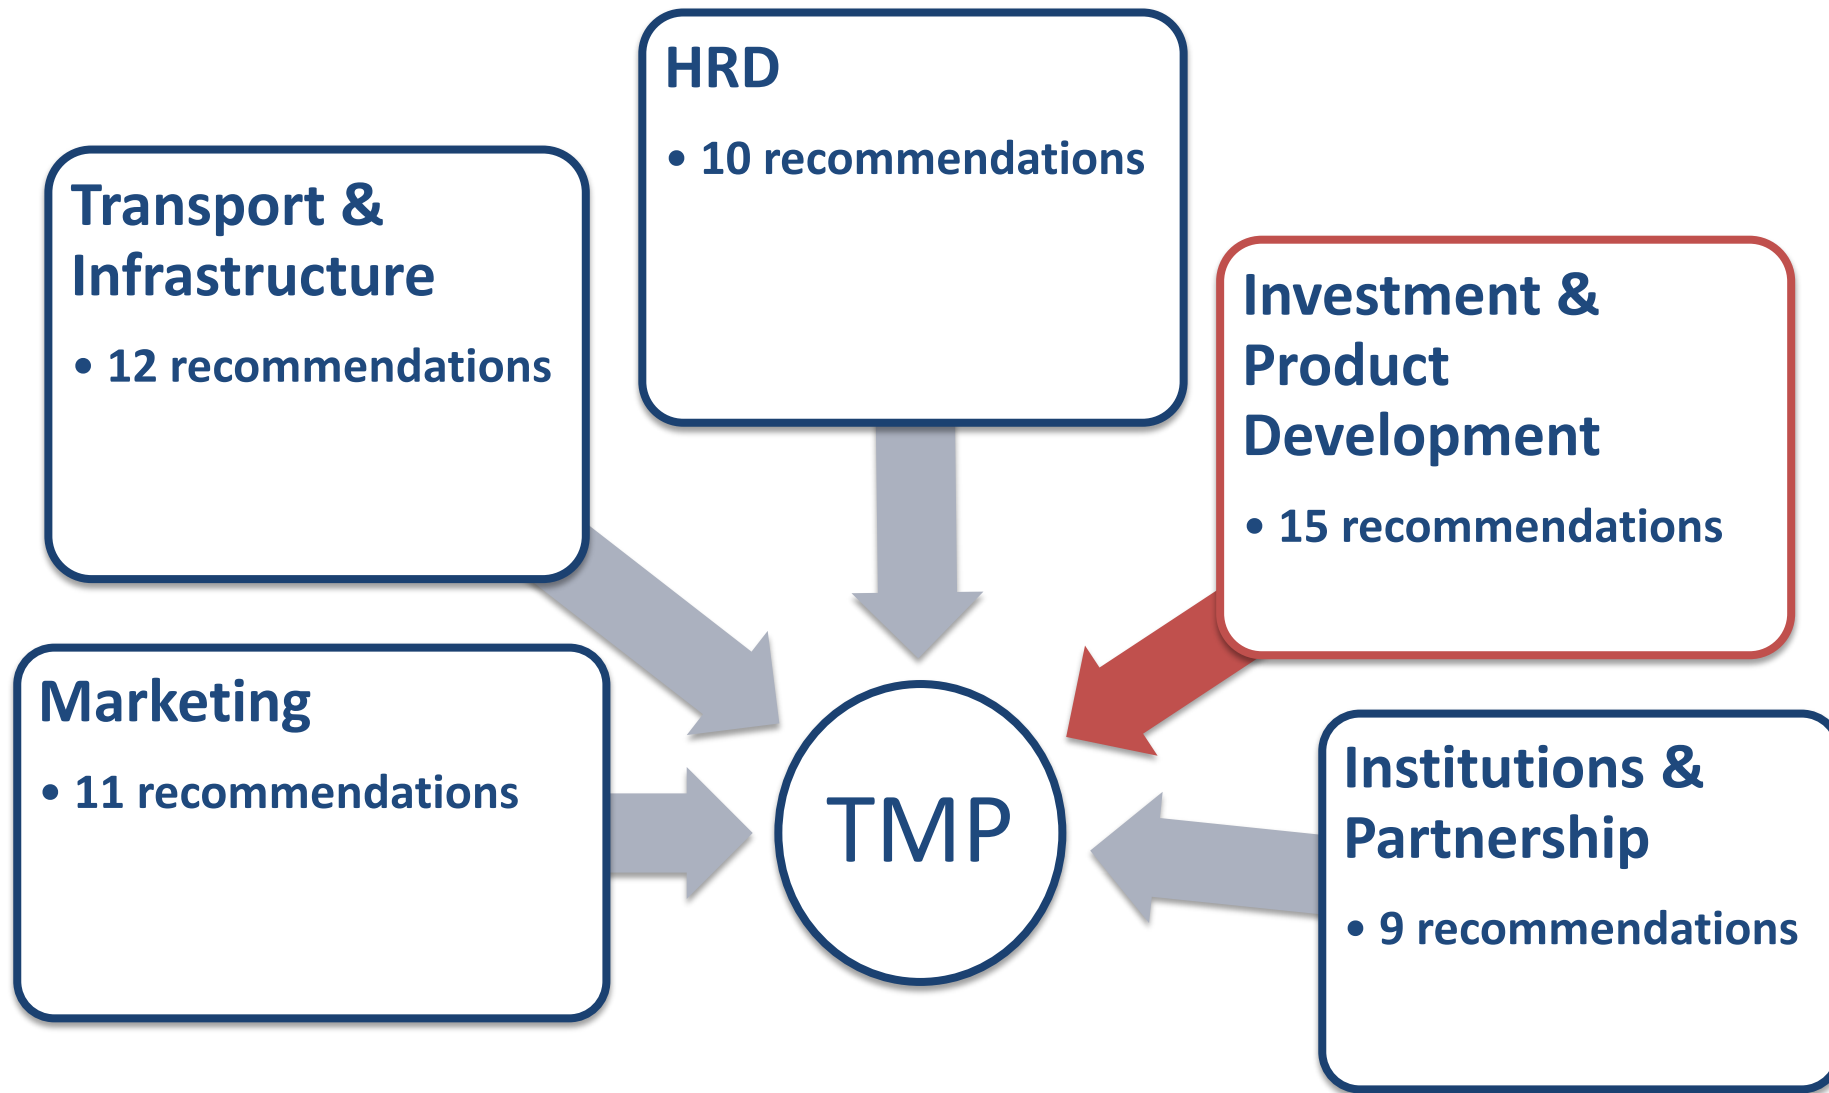 HRD
• 10 recommendations
Transport &
Infrastructure
• 12 recommendations
Investment &
Product
Development
• 15 recommendations
Marketing
• 11 recommendations
TMP
Institutions &
Partnership
• 9 recommendations